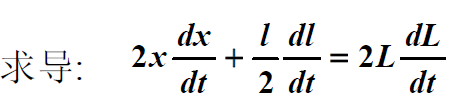 求导: 2x dx/dt + l/2 dl/dt = 2L dL/dt